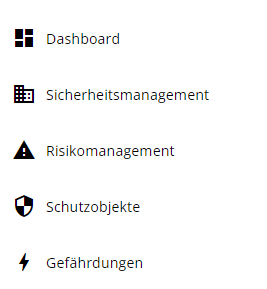 Dashboard
Sicherheitsmanagement
Risikomanagement
Schutzobjekte
Gefährdungen